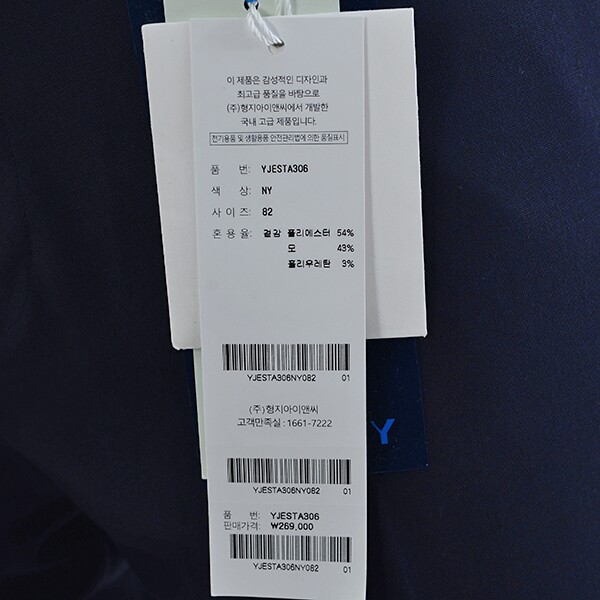 이 제품은 감성적인 디자인과
최고급 품질을 바탕으로
(주)형지아이앤씨에서 개발한
국내 고급 제품입니다.
전기용품 및 생활용품 안전관리법에 의한 품질표시
품 번: YJESTA306
색 상: NY
사 이 즈: 82
혼 용 율: 겉감 폴리에스터 54%
모 43%
폴리우레탄 3%
YJESTA306NY082 01
(주)형지아이앤씨
고객만족실 : 1661-7222
Y
YJESTA306NY082 01
품 번: YJESTA306
판매가격: ₩269,000
YJESTA306NY082 01